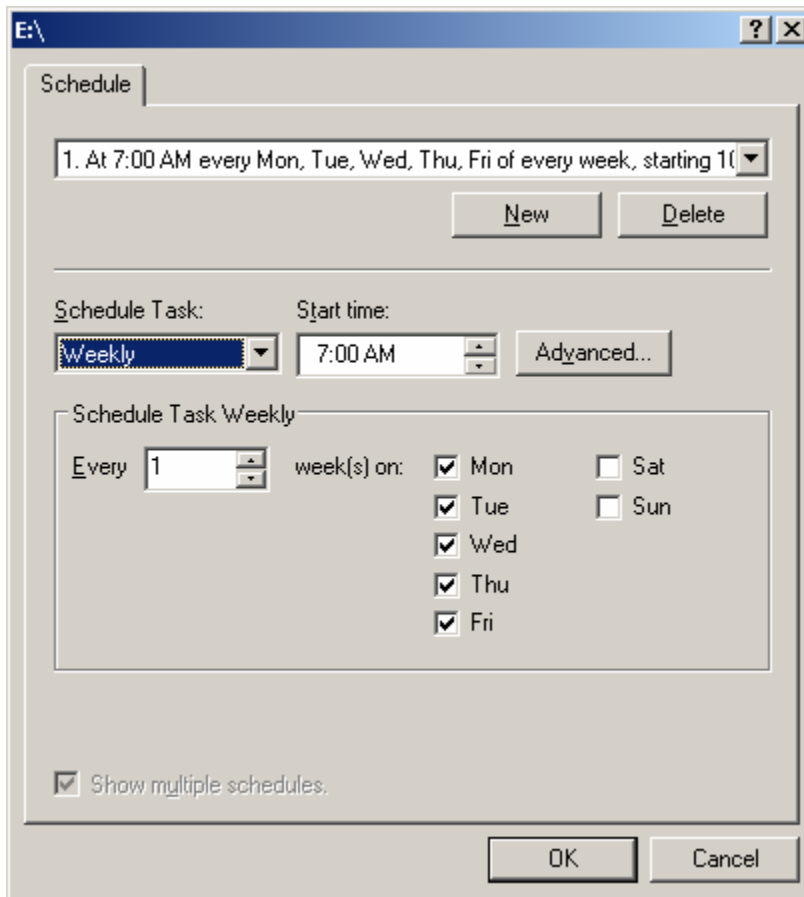 E:\
Schedule
1. At 7:00 AM every Mon, Tue, Wed, Thu, Fri of every week, starting
New Delete
Schedule Task: Start time:
Weekly 7:00 AM Advanced...
Schedule Task Weekly
Every 1 week(s) on: Mon Sat
Tue Sun
Wed
Thu
Fri
Show multiple schedules.
OK Cancel